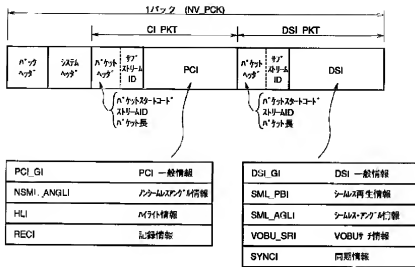 1パック (NV_PCK)
CI_PKT
DSI_PKT
パック
ヘッダ
システム
ヘッダ
パケット
ヘッダ
サブ
ストリーム
ID
PCI
パケット
ヘッダ
サブ
ストリーム
ID
DSI
パケットスタートコード
ストリームID
パケット長
パケットスタートコード
ストリームID
パケット長
PCI_GI PCI 一般情報
NSML_ANGLI ノンシームレスアングル情報
HLI ハイライト情報
RECI 記録情報
DSI_GI DSI 一般情報
SML_PBI シームレス再生情報
SML_AGLI シームレス・アングル情報
VOBU_SRI VOBUサーチ情報
SYNCI 同期情報